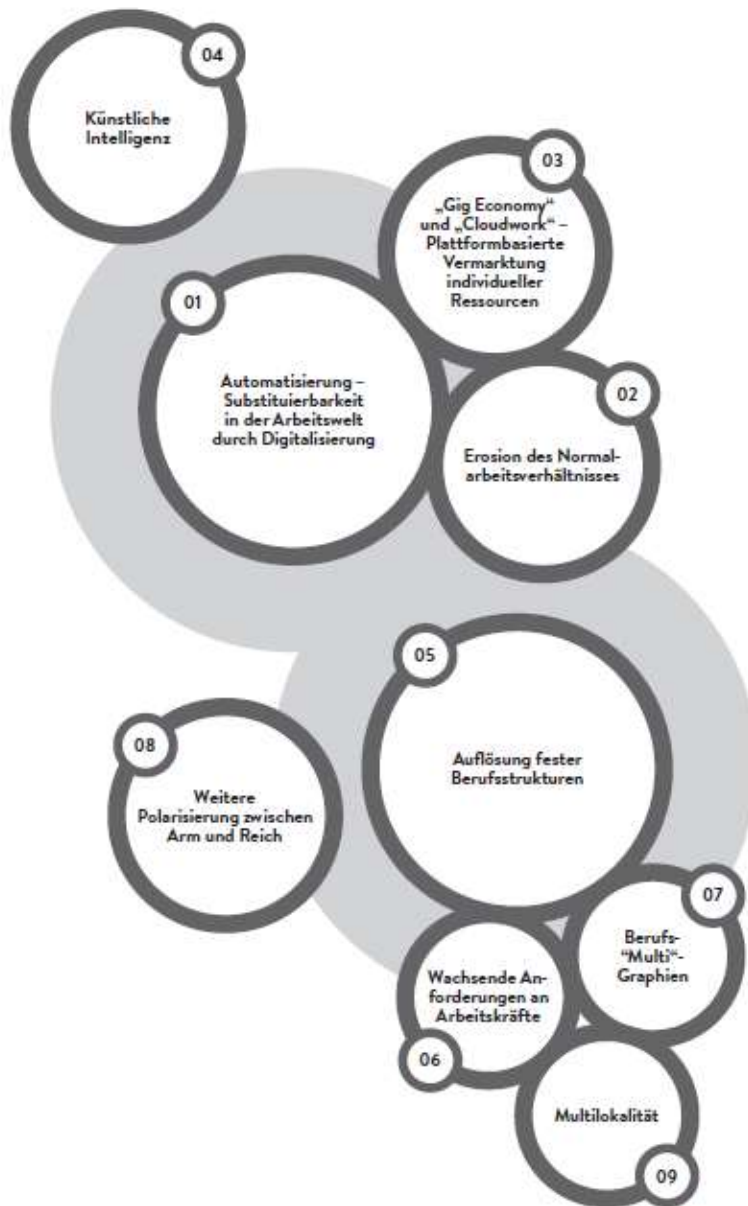 04
Künstliche
Intelligenz
03
„Gig Economy“
und „Cloudwork“ –
Plattformbasierte
Vermarktung
individueller
Ressourcen
01
Automatisierung –
Substituierbarkeit
in der Arbeitswelt
durch Digitalisierung
02
Erosion des Normal-
arbeitsverhältnisses
05
Auflösung fester
Berufsstrukturen
08
Weitere
Polarisierung zwischen
Arm und Reich
07
Berufs-
“Multi“-
Graphien
Wachsende An-
forderungen an
Arbeitskräfte
06
Multilokalität
09